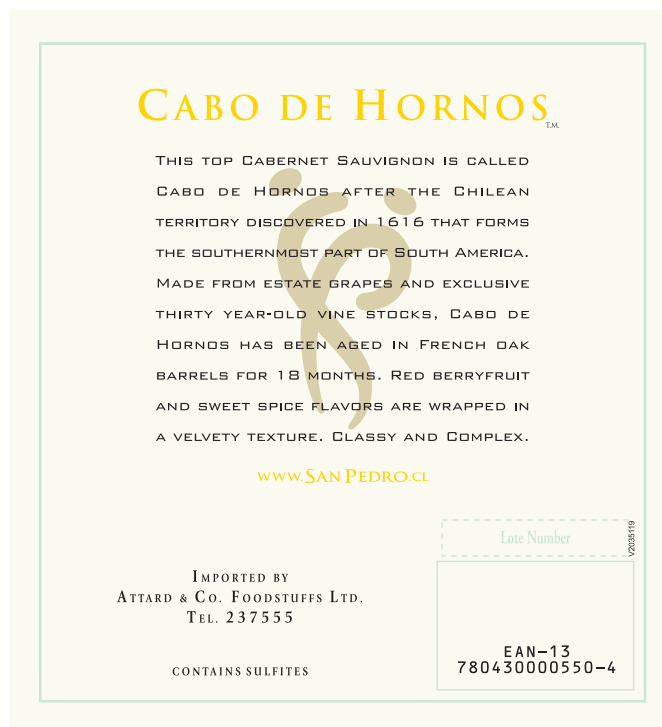 CABO DE HORNOS T.M.
THIS TOP CABERNET SAUVIGNON IS CALLED
CABO DE HORNOS AFTER THE CHILEAN
TERRITORY DISCOVERED IN 1616 THAT FORMS
THE SOUTHERNMOST PART OF SOUTH AMERICA.
MADE FROM ESTATE GRAPES AND EXCLUSIVE
THIRTY YEAR-OLD VINE STOCKS, CABO DE
HORNOS HAS BEEN AGED IN FRENCH OAK
BARRELS FOR 18 MONTHS. RED BERRYFRUIT
AND SWEET SPICE FLAVORS ARE WRAPPED IN
A VELVETY TEXTURE. CLASSY AND COMPLEX.
WWW.SANPEDRO.CL
Lote Number
V2035119
IMPORTED BY
ATTARD & CO. FOODSTUFFS LTD.
TEL. 237555
CONTAINS SULFITES
EAN-13
780430000550-4